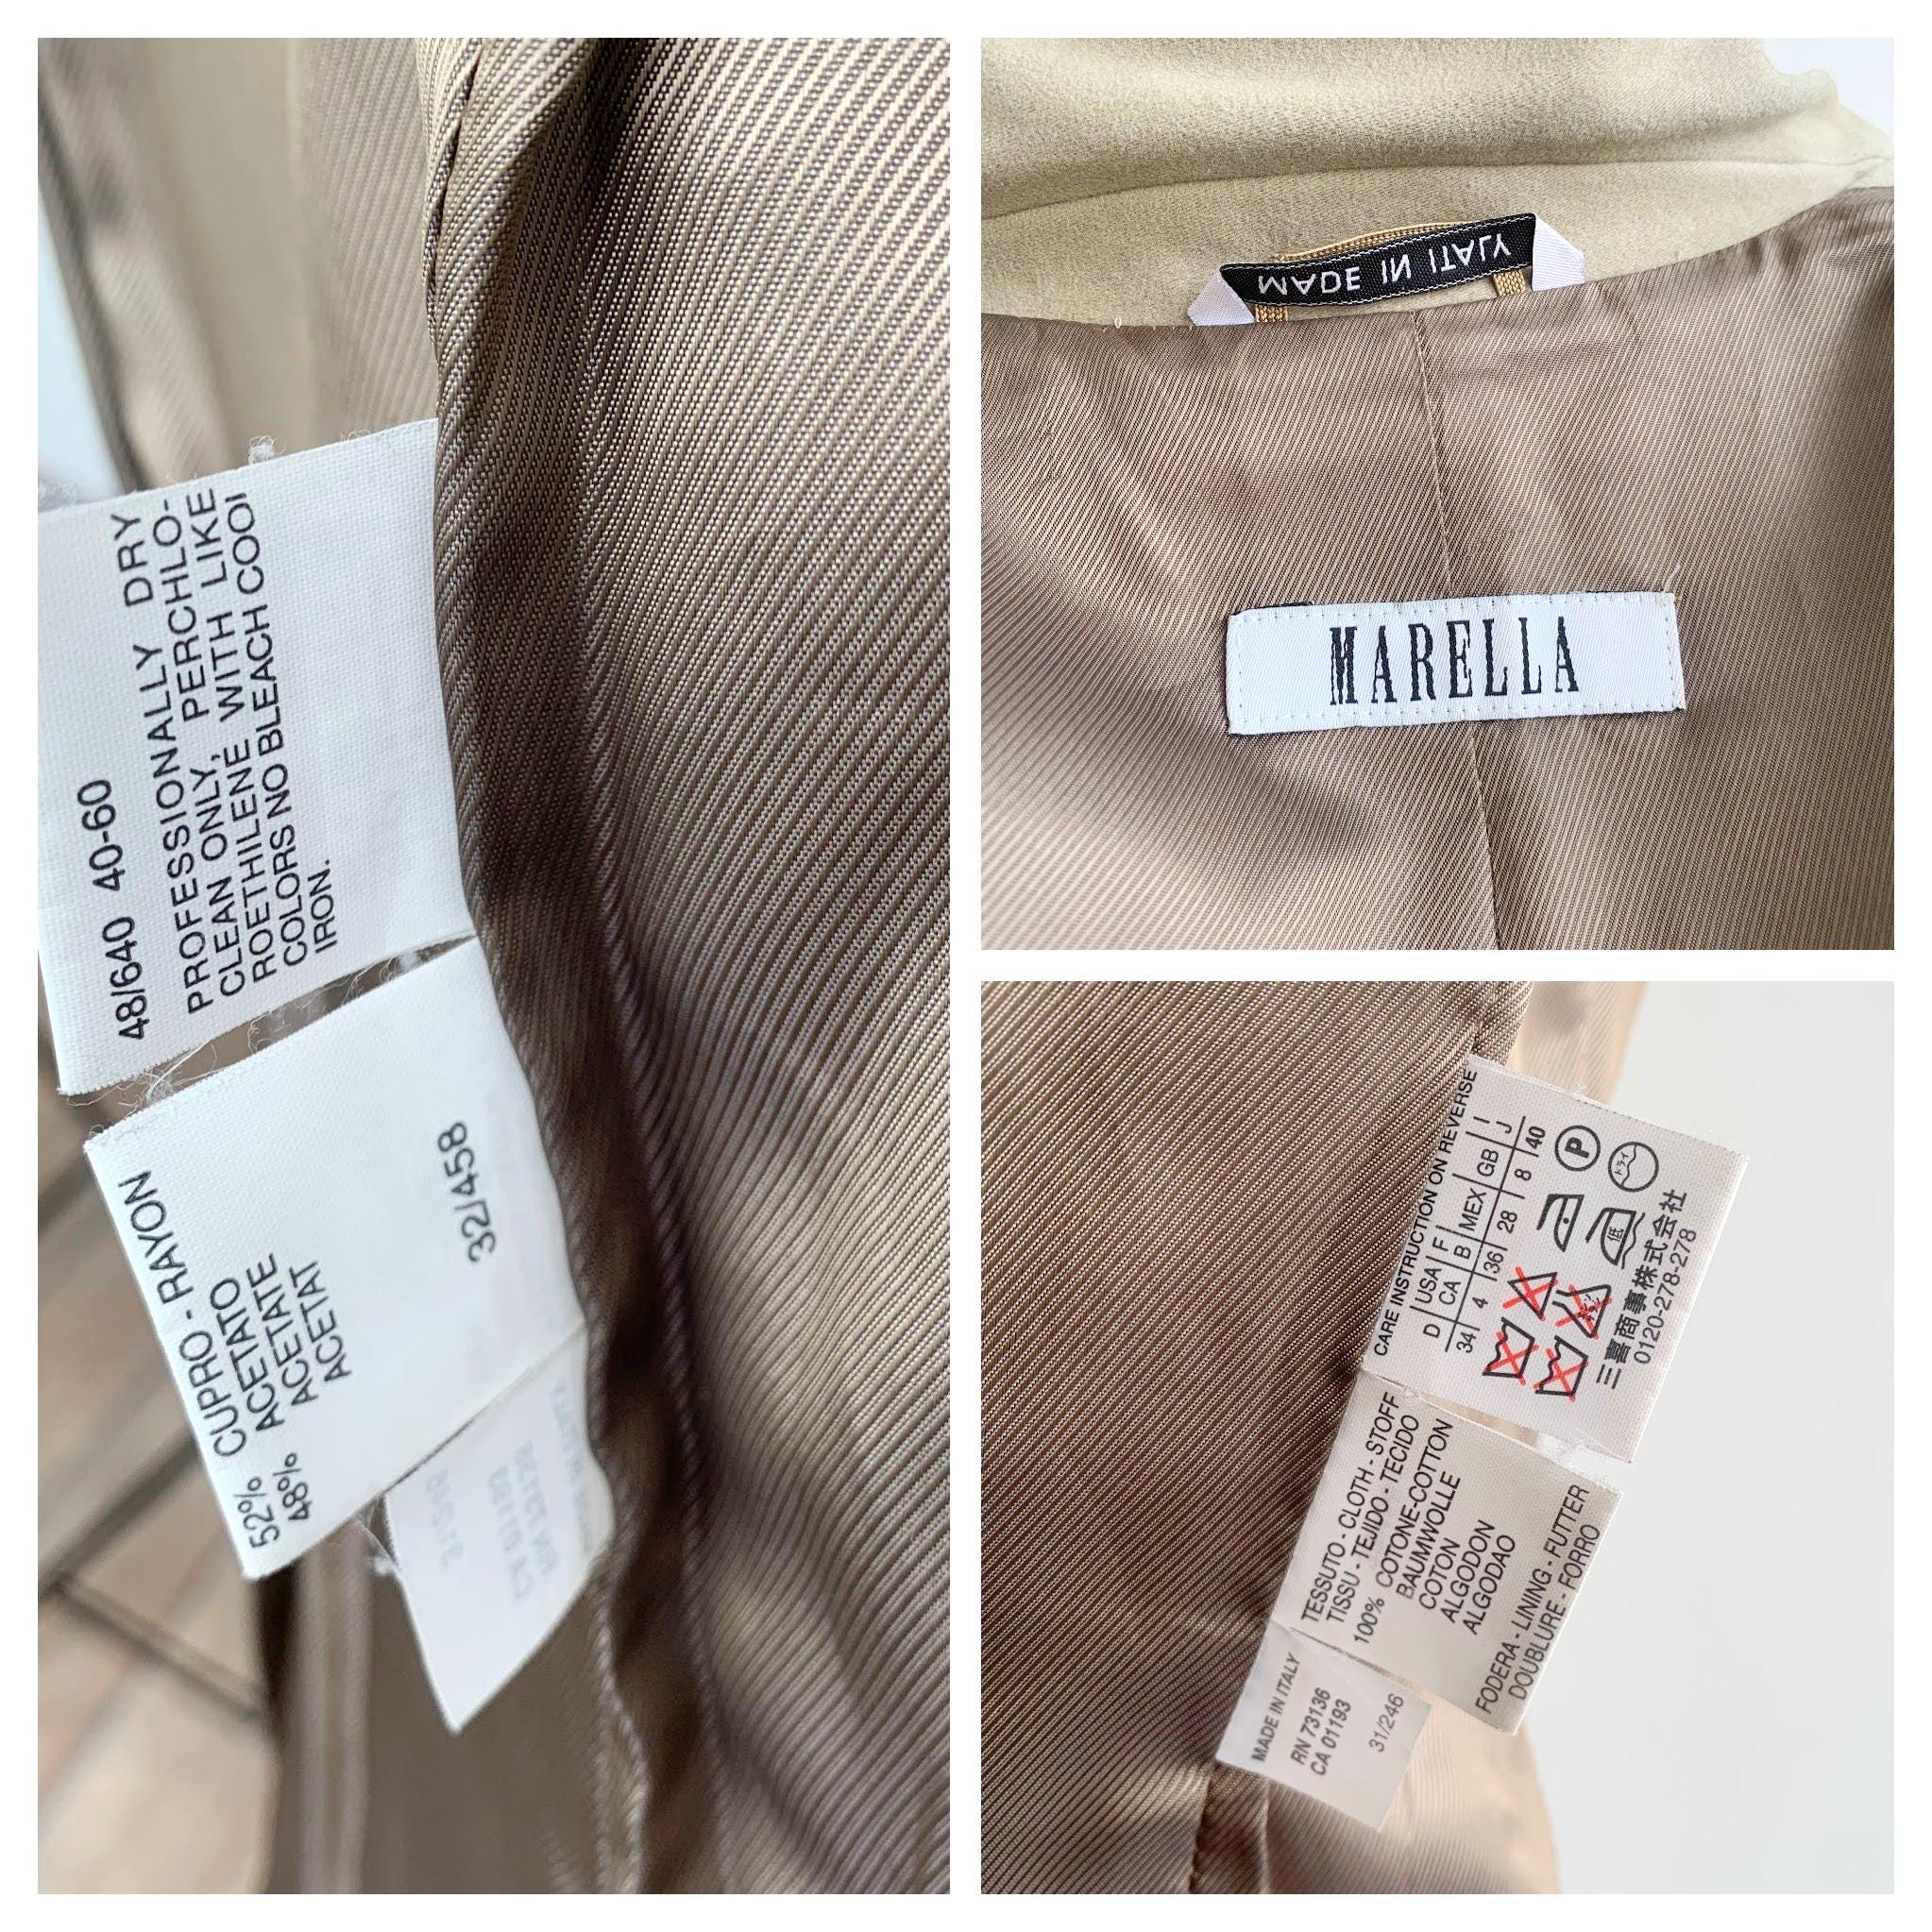 48/640 40-60
PROFESSIONALLY DRY
CLEAN ONLY, PERCHLO-
ROETHILENE WITH LIKE
COLORS NO BLEACH COOL
IRON.
52% CUPRO - RAYON
ACETATO
48% ACETATE
ACETAT
32/458
MADE IN ITALY
MARELLA
CARE INSTRUCTION ON REVERSE
D USA F MEX GB I
CA B J
34 4 36 28 8 40
P
ドライ
低
三喜商事株式会社
0120-278-278
TESSUTO - CLOTH - STOFF
TISSU - TEJIDO - TECIDO
100% COTONE-COTTON
BAUMWOLLE
COTON
ALGODON
ALGODAO
FODERA - LINING - FUTTER
DOUBLURE - FORRO
MADE IN ITALY
RN 73136
CA 01193
31/246